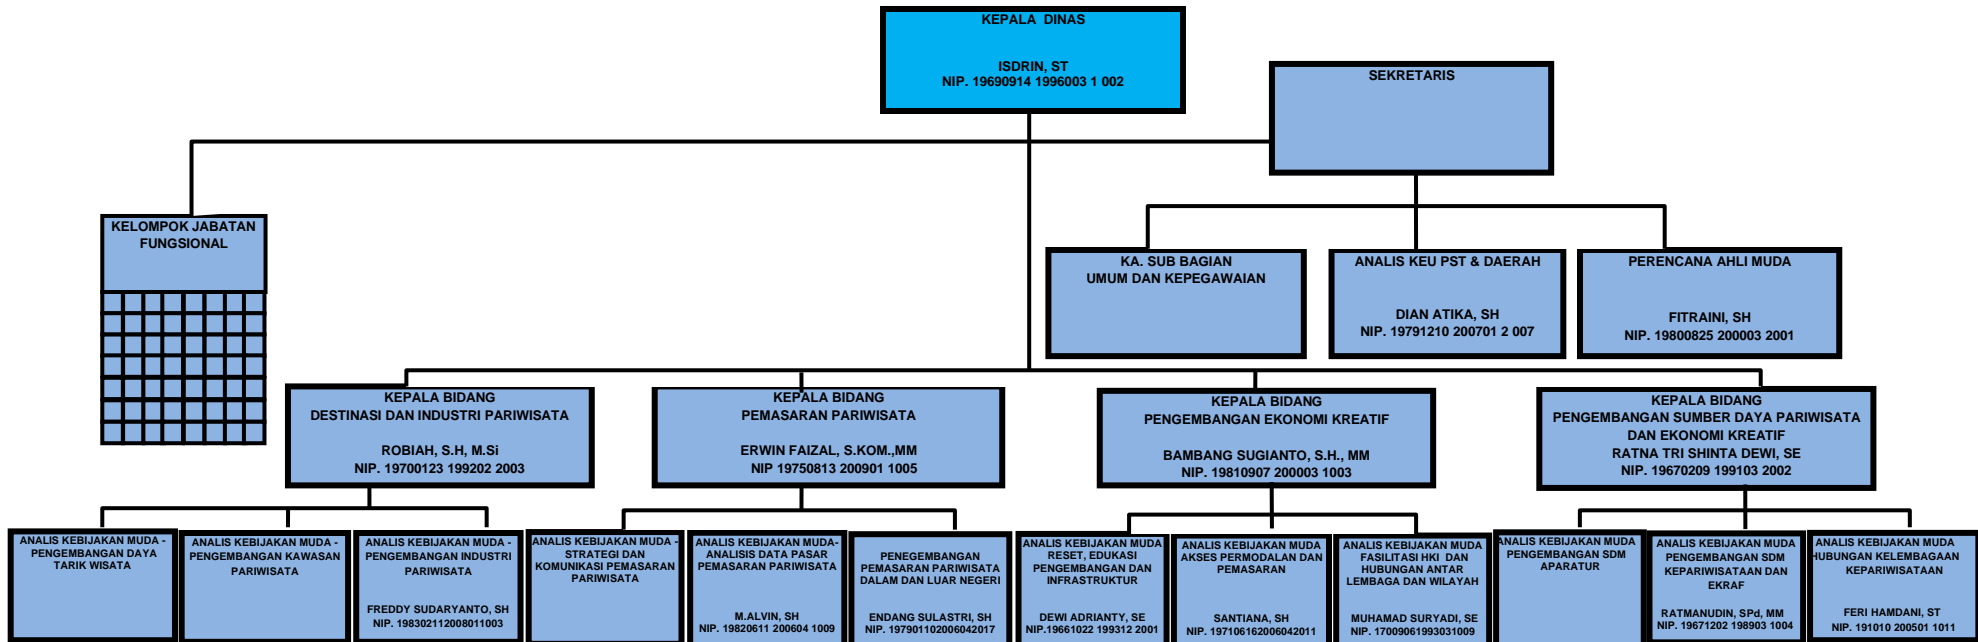 KEPALA  DINAS
ISDRIN, ST
NIP. 19690914 1996003 1 002
SEKRETARIS
KELOMPOK JABATAN
FUNGSIONAL
KA. SUB BAGIAN
UMUM DAN KEPEGAWAIAN
ANALIS KEU PST & DAERAH
DIAN ATIKA, SH
NIP. 19791210 200701 2 007
PERENCANA AHLI MUDA
FITRAINI, SH
NIP. 19800825 200003 2001
KEPALA BIDANG
DESTINASI DAN INDUSTRI PARIWISATA
ROBIAH, S.H, M.Si
NIP. 19700123 199202 2003
KEPALA BIDANG
PEMASARAN PARIWISATA
ERWIN FAIZAL, S.KOM.,MM
NIP 19750813 200901 1005
KEPALA BIDANG
PENGEMBANGAN EKONOMI KREATIF
BAMBANG SUGIANTO, S.H., MM
NIP. 19810907 200003 1003
KEPALA BIDANG
PENGEMBANGAN SUMBER DAYA PARIWISATA
DAN EKONOMI KREATIF
RATNA TRI SHINTA DEWI, SE
NIP. 19670209 199103 2002
ANALIS KEBIJAKAN MUDA -
PENGEMBANGAN DAYA
TARIK WISATA
ANALIS KEBIJAKAN MUDA -
PENGEMBANGAN KAWASAN
PARIWISATA
ANALIS KEBIJAKAN MUDA -
PENGEMBANGAN INDUSTRI
PARIWISATA
FREDDY SUDARYANTO, SH
NIP. 198302112008011003
ANALIS KEBIJAKAN MUDA -
STRATEGI DAN
KOMUNIKASI PEMASARAN
PARIWISATA
ANALIS KEBIJAKAN MUDA-
ANALISIS DATA PASAR
PEMASARAN PARIWISATA
M.ALVIN, SH
NIP. 19820611 200604 1009
PENEGEMBANGAN
PEMASARAN PARIWISATA
DALAM DAN LUAR NEGERI
ENDANG SULASTRI, SH
NIP. 197901102006042017
ANALIS KEBIJAKAN MUDA
RESET, EDUKASI
PENGEMBANGAN DAN
INFRASTRUKTUR
DEWI ADRIANTY, SE
NIP.19661022 199312 2001
ANALIS KEBIJAKAN MUDA
AKSES PERMODALAN DAN
PEMASARAN
SANTIANA, SH
NIP. 197106162006042011
ANALIS KEBIJAKAN MUDA
FASILITASI HKI  DAN
HUBUNGAN ANTAR
LEMBAGA DAN WILAYAH
MUHAMAD SURYADI, SE
NIP. 17009061993031009
ANALIS KEBIJAKAN MUDA
PENGEMBANGAN SDM
APARATUR
ANALIS KEBIJAKAN MUDA
PENGEMBANGAN SDM
KEPARIWISATAAN DAN
EKRAF
RATMANUDIN, SPd, MM
NIP. 19671202 198903 1004
ANALIS KEBIJAKAN MUDA
HUBUNGAN KELEMBAGAAN
KEPARIWISATAAN
FERI HAMDANI, ST
NIP. 191010 200501 1011